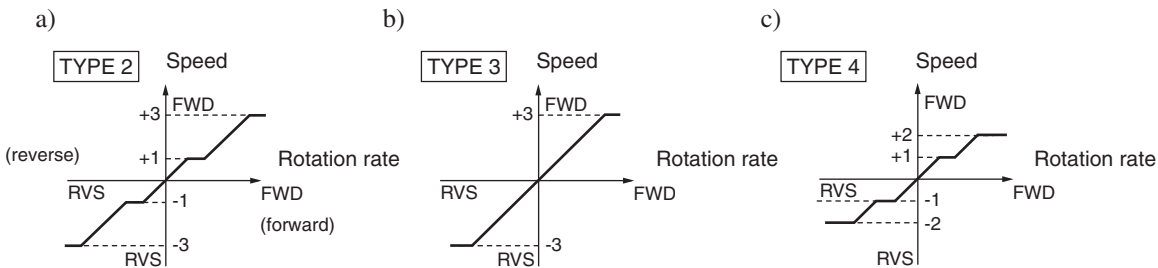 a)
TYPE 2
Speed
+3
FWD
(reverse)
+1
Rotation rate
RVS
-1
FWD
(forward)
-3
RVS
b)
TYPE 3
Speed
+3
FWD
Rotation rate
RVS
FWD
-3
RVS
c)
TYPE 4
Speed
FWD
+2
+1
Rotation rate
RVS
FWD
-1
-2
RVS